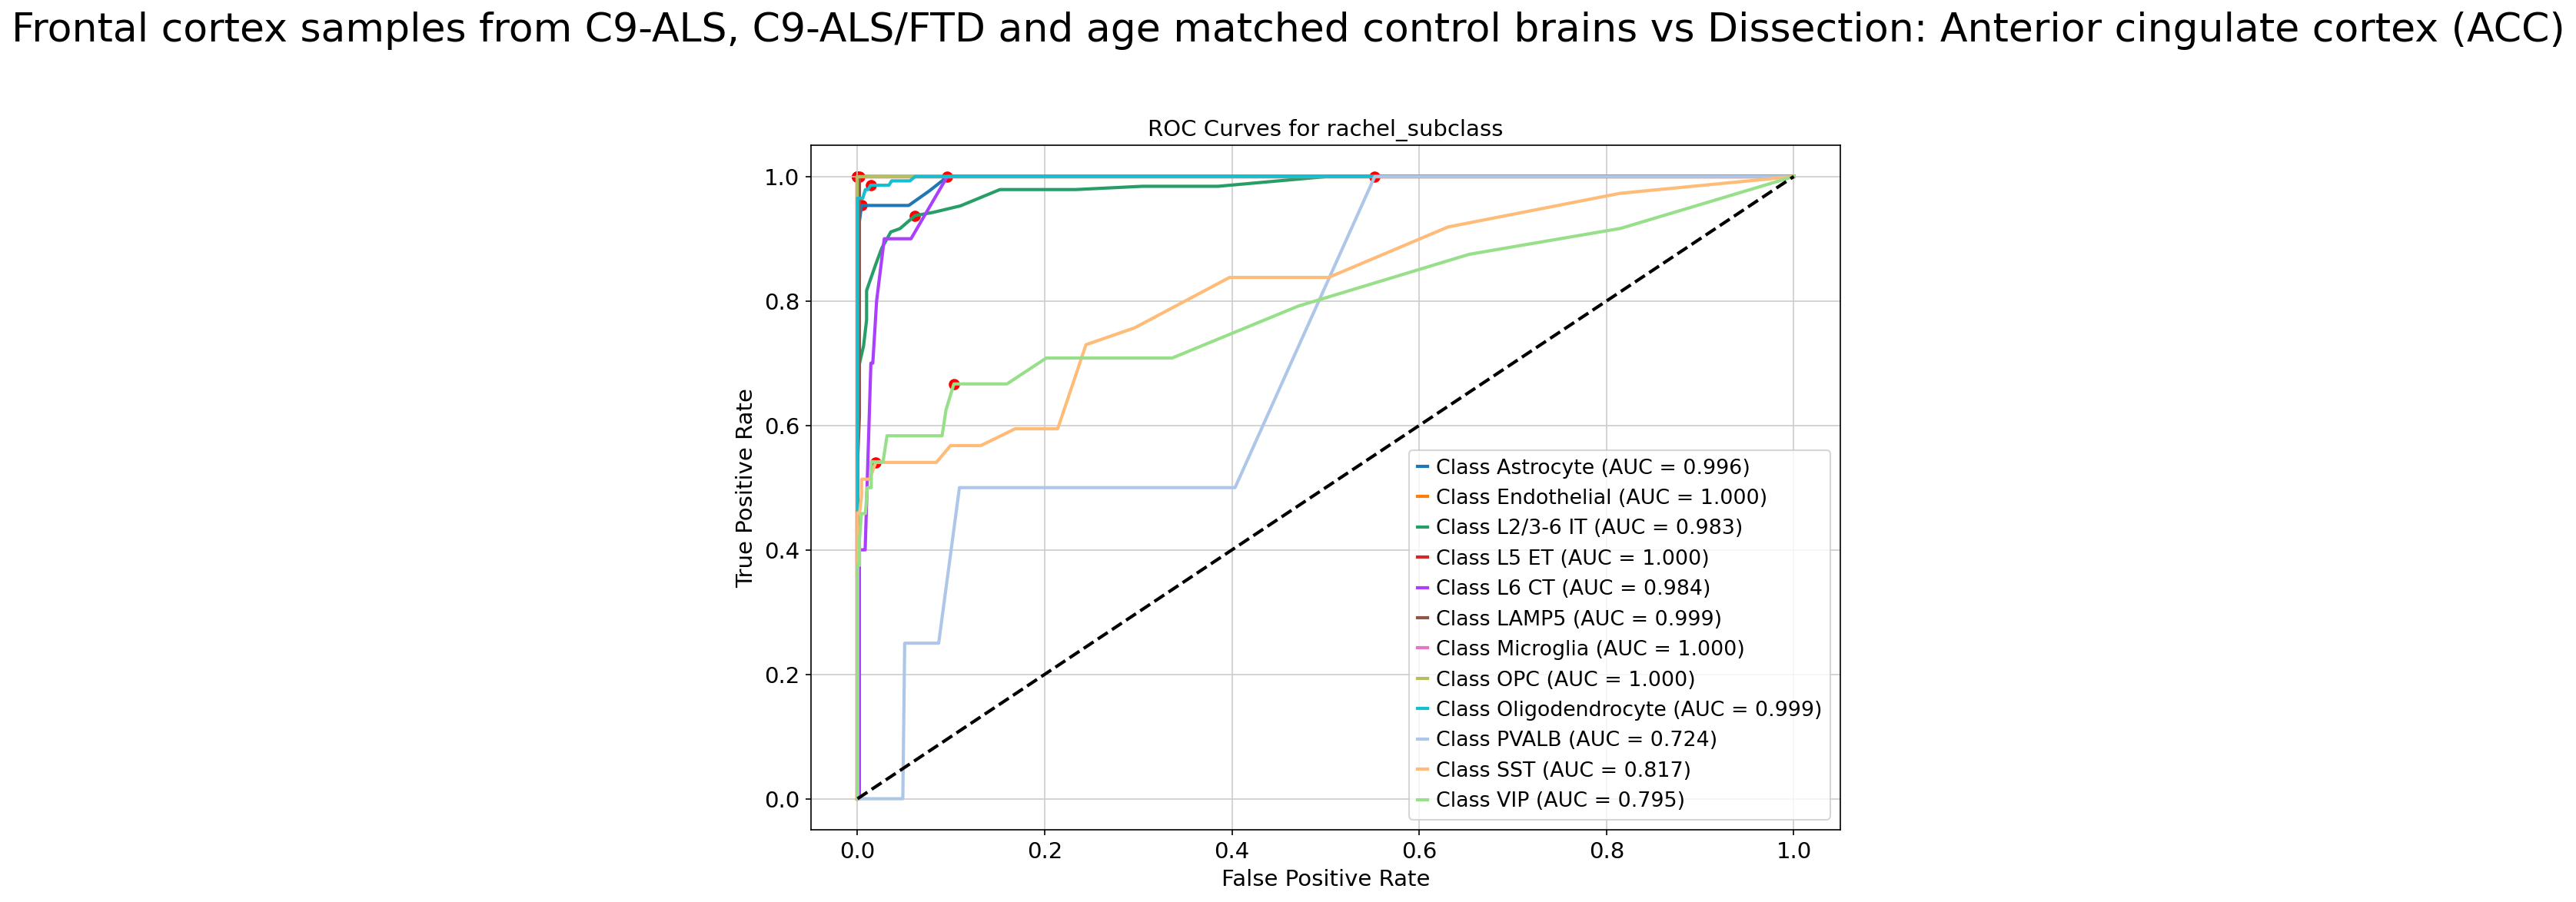 Frontal cortex samples from C9-ALS, C9-ALS/FTD and age matched control brains vs Dissection: Anterior cingulate cortex (ACC)
ROC Curves for rachel_subclass
True Positive Rate
1.0
0.8
0.6
0.4
0.2
0.0
Class Astrocyte (AUC = 0.996)
Class Endothelial (AUC = 1.000)
Class L2/3-6 IT (AUC = 0.983)
Class L5 ET (AUC = 1.000)
Class L6 CT (AUC = 0.984)
Class LAMP5 (AUC = 0.999)
Class Microglia (AUC = 1.000)
Class OPC (AUC = 1.000)
Class Oligodendrocyte (AUC = 0.999)
Class PVALB (AUC = 0.724)
Class SST (AUC = 0.817)
Class VIP (AUC = 0.795)
0.0 0.2 0.4 0.6 0.8 1.0
False Positive Rate